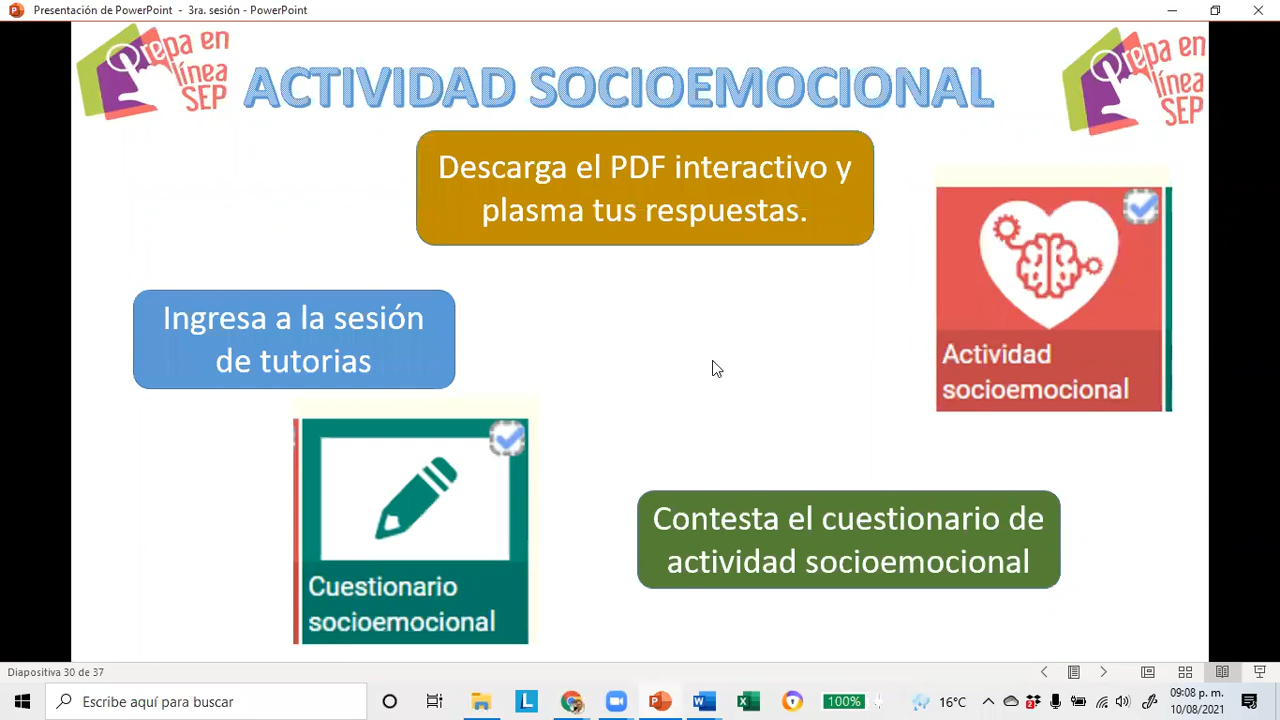 Presentación de PowerPoint - 3ra. sesión - PowerPoint
Prepa en
línea
SEP
ACTIVIDAD SOCIOEMOCIONAL
Prepa en
línea
SEP
Descarga el PDF interactivo y
plasma tus respuestas.
Ingresa a la sesión
de tutorias
Actividad
socioemocional
Cuestionario
socioemocional
Contesta el cuestionario de
actividad socioemocional
Diapositiva 30 de 37
Escribe aquí para buscar
100%
16°C
09:08 p. m.
10/08/2021